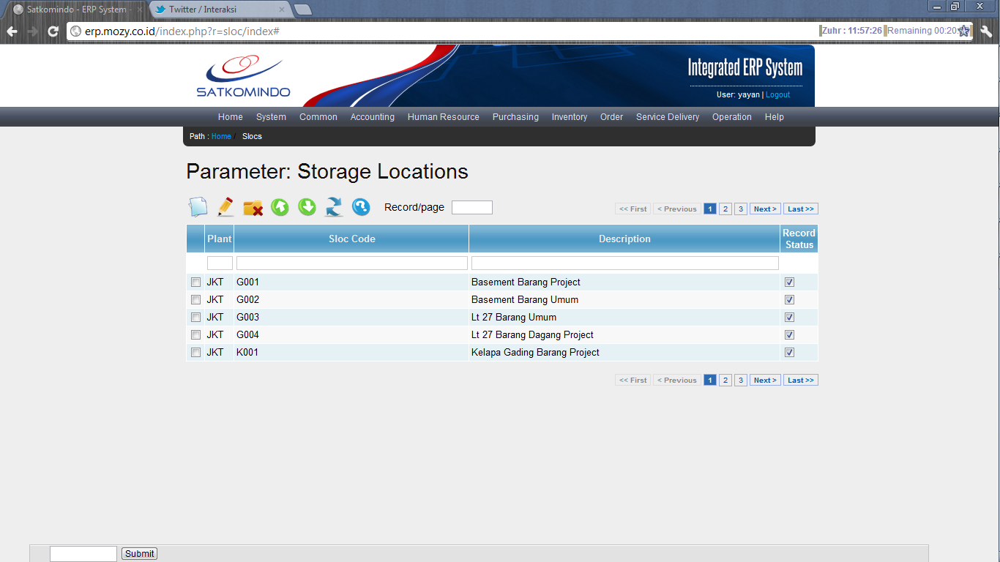 Satkomindo - ERP System -
Twitter / Interaksi
erp.mozy.co.id/index.php?r=sloc/index#
Zuhr : 11:57:26 Remaining 00:20:
SATKOMINDO
Integrated ERP System
User: yayan | Logout
Home System Common Accounting Human Resource Purchasing Inventory Order Service Delivery Operation Help
Path : Home / Slocs
Parameter: Storage Locations
Record/page
<< First < Previous 1 2 3 Next > Last >>
Plant Sloc Code Description Record Status
JKT G001 Basement Barang Project
JKT G002 Basement Barang Umum
JKT G003 Lt 27 Barang Umum
JKT G004 Lt 27 Barang Dagang Project
JKT K001 Kelapa Gading Barang Project
<< First < Previous 1 2 3 Next > Last >>
Submit